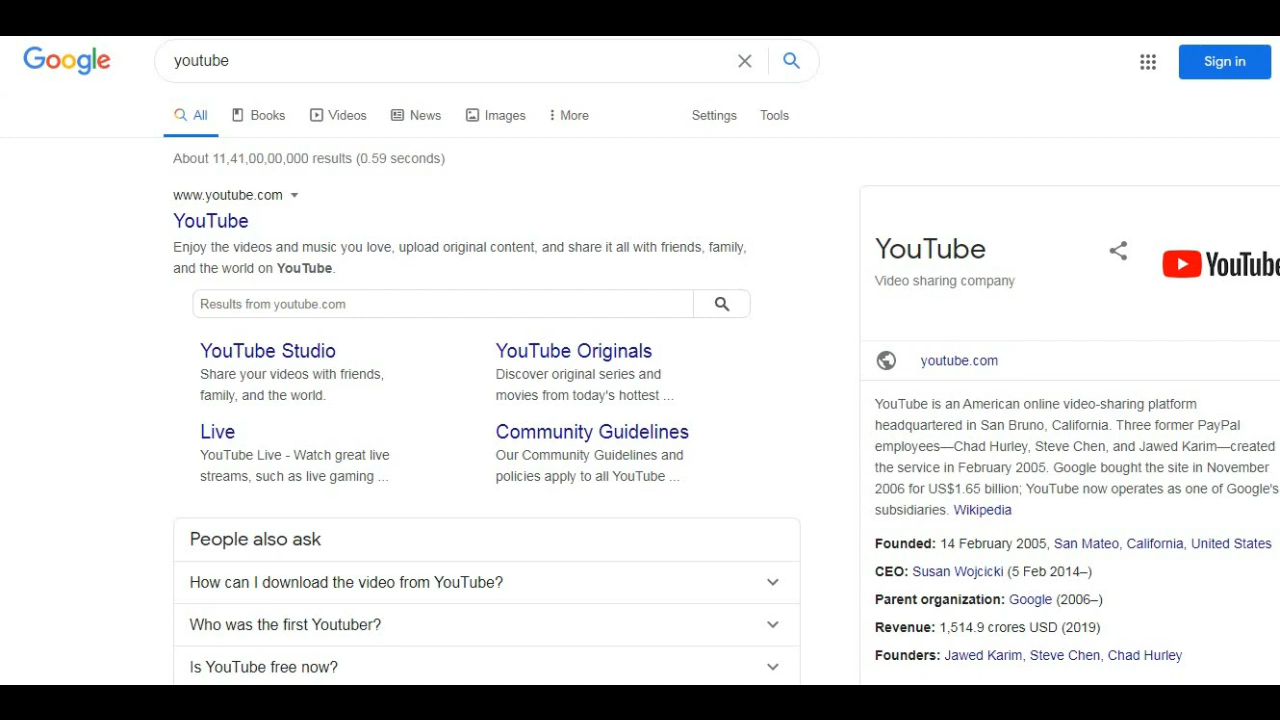 Google
youtube
Sign in
All
Books
Videos
News
Images
More
Settings
Tools
About 11,41,00,00,000 results (0.59 seconds)
www.youtube.com
YouTube
Enjoy the videos and music you love, upload original content, and share it all with friends, family,
and the world on YouTube.
Results from youtube.com
YouTube Studio
Share your videos with friends,
family, and the world.
YouTube Originals
Discover original series and
movies from today's hottest ...
Live
YouTube Live - Watch great live
streams, such as live gaming ...
Community Guidelines
Our Community Guidelines and
policies apply to all YouTube ...
People also ask
How can I download the video from YouTube?
Who was the first Youtuber?
Is YouTube free now?
YouTube
Video sharing company
YouTube
youtube.com
YouTube is an American online video-sharing platform
headquartered in San Bruno, California. Three former PayPal
employees—Chad Hurley, Steve Chen, and Jawed Karim—created
the service in February 2005. Google bought the site in November
2006 for US$1.65 billion; YouTube now operates as one of Google's
subsidiaries. Wikipedia
Founded: 14 February 2005, San Mateo, California, United States
CEO: Susan Wojcicki (5 Feb 2014–)
Parent organization: Google (2006–)
Revenue: 1,514.9 crores USD (2019)
Founders: Jawed Karim, Steve Chen, Chad Hurley